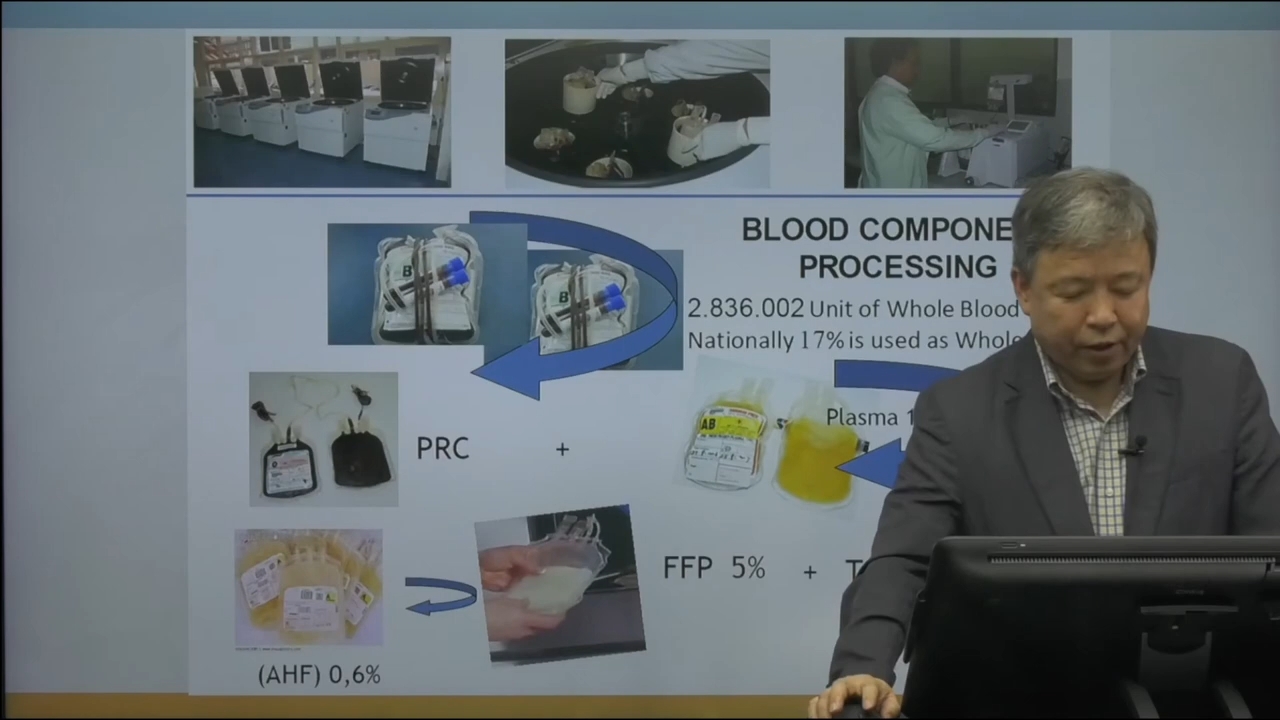 BLOOD COMPONE
PROCESSING
2.836.002 Unit of Whole Blood
Nationally 17% is used as Whole
B
B
Plasma 1
AB
PRC
+
FFP 5%
+ T
(AHF) 0,6%